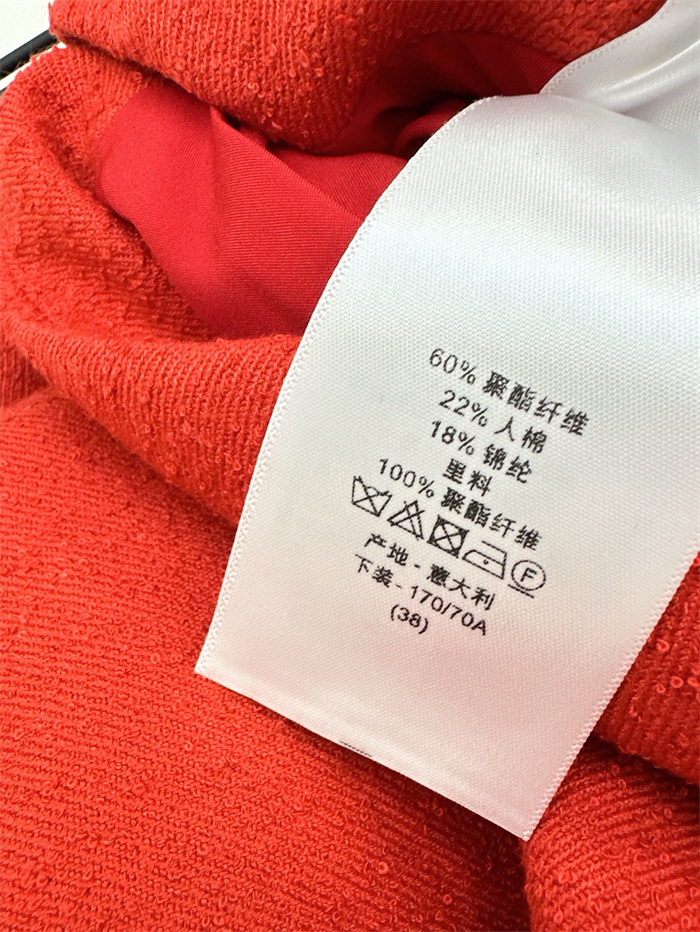 60% 聚酯纤维
22% 人棉
18% 锦纶
里料
100% 聚酯纤维
F
产地 - 意大利
下装 - 170/70A
(38)